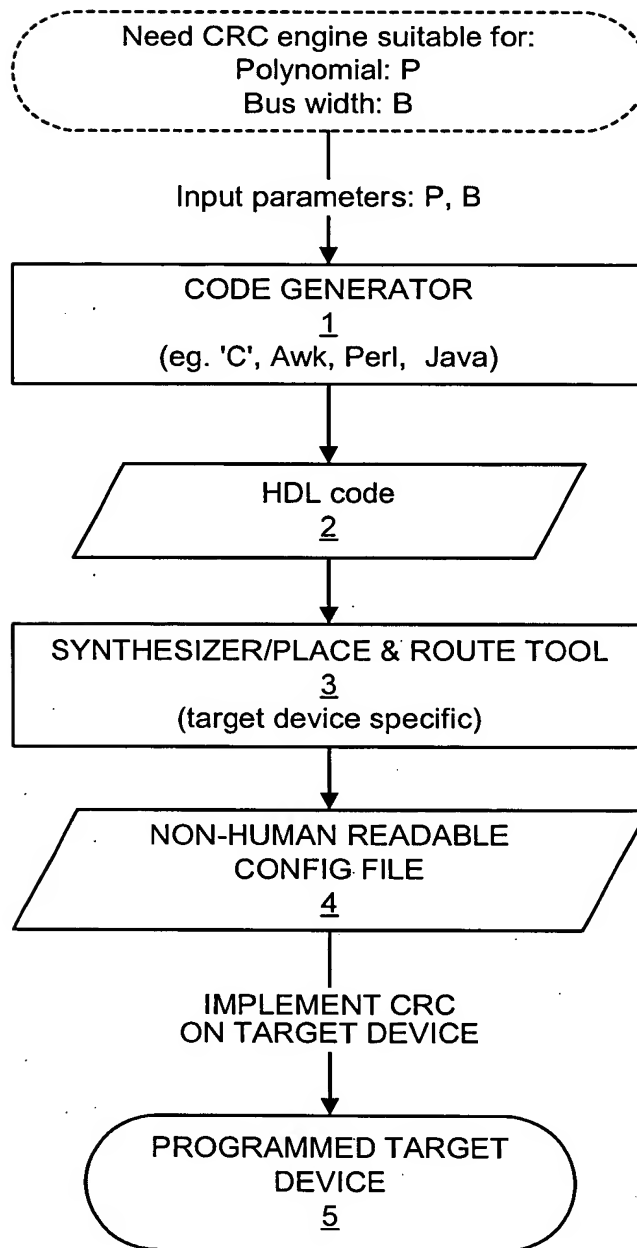 Need CRC engine suitable for:
Polynomial: P
Bus width: B
Input parameters: P, B
CODE GENERATOR
1
(eg. 'C', Awk, Perl, Java)
HDL code
2
SYNTHESIZER/PLACE & ROUTE TOOL
3
(target device specific)
NON-HUMAN READABLE
CONFIG FILE
4
IMPLEMENT CRC
ON TARGET DEVICE
PROGRAMMED TARGET
DEVICE
5